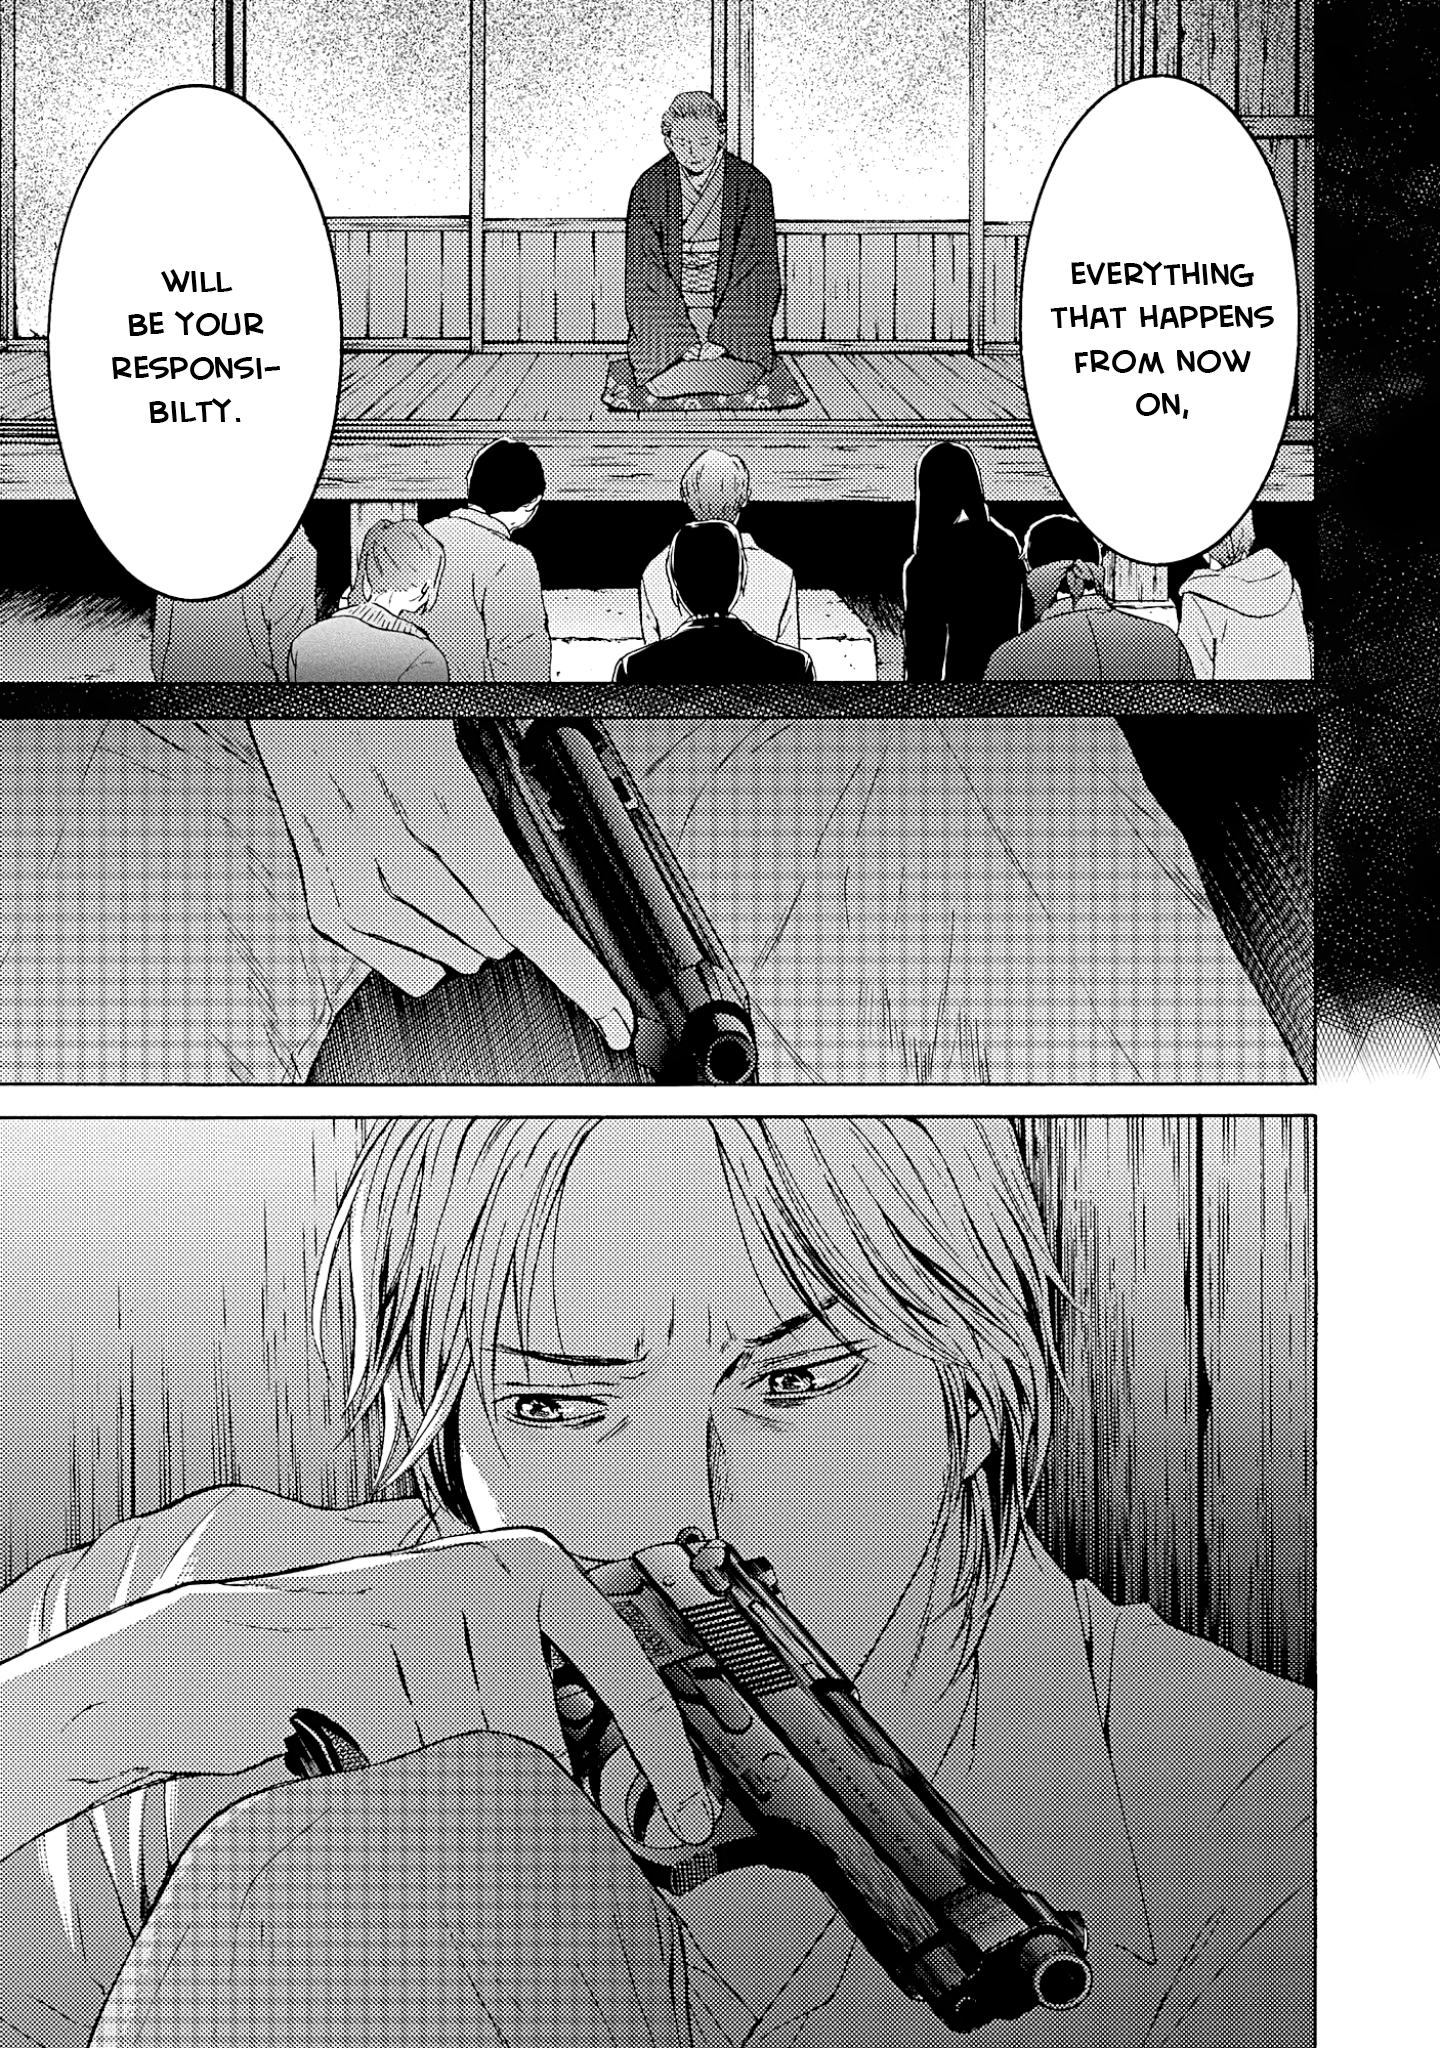 EVERYTHING
THAT HAPPENS
FROM NOW
ON,
WILL
BE YOUR
RESPONSI-
BILTY.